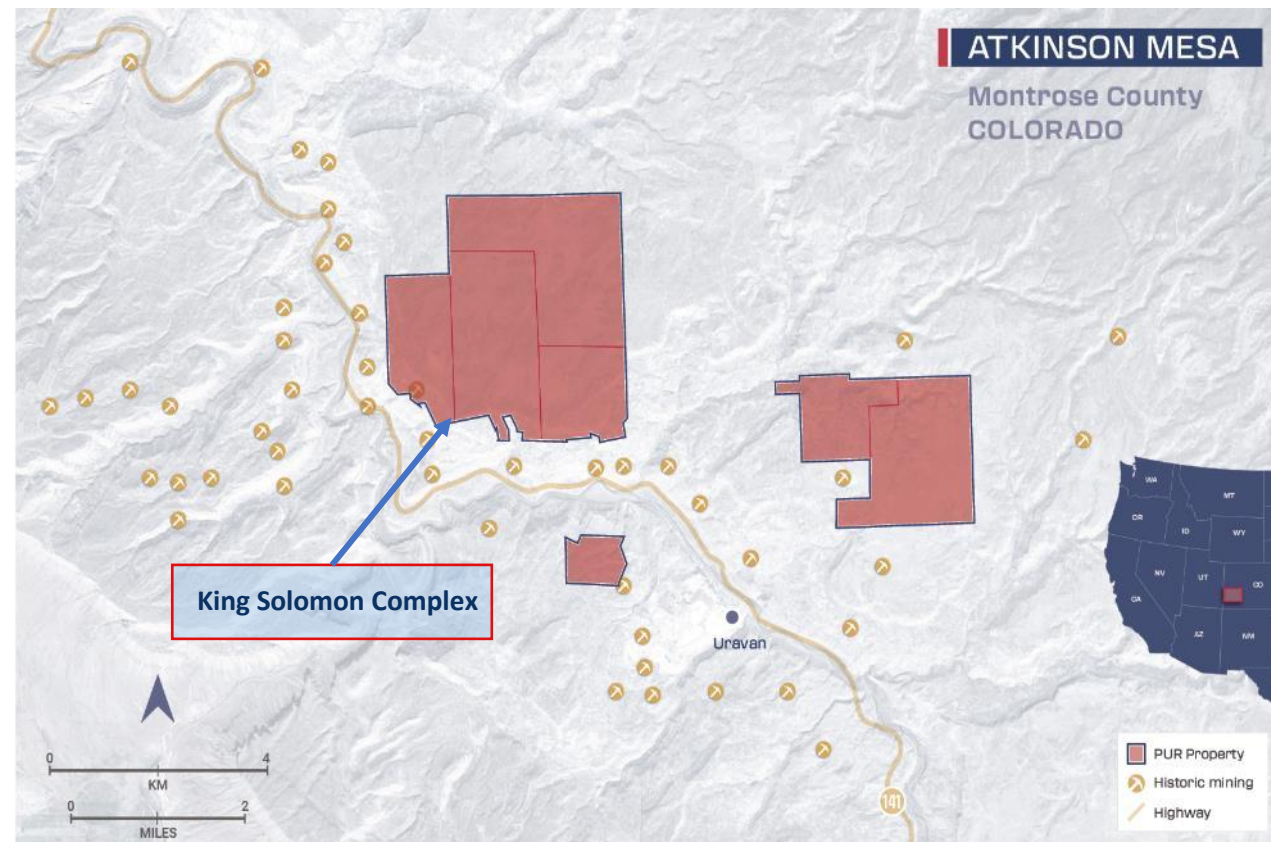 ATKINSON MESA
Montrose County
COLORADO
King Solomon Complex
Uravan
WA
MT
OR
ID
WY
NV
UT
CO
CA
AZ
NM
0 4
KM
0 2
MILES
141
PUR Property
Historic mining
Highway